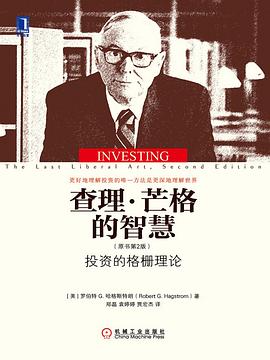 INVESTING
The Last Liberal Art, Second Edition
更好地理解投资的唯一方法是更深地理解世界
查理·芒格
的智慧
（原书第2版）
投资的格栅理论
［美］罗伯特 G. 哈格斯特朗（Robert G. Hagstrom）著
郑磊 袁婷婷 贾宏杰 译
机械工业出版社